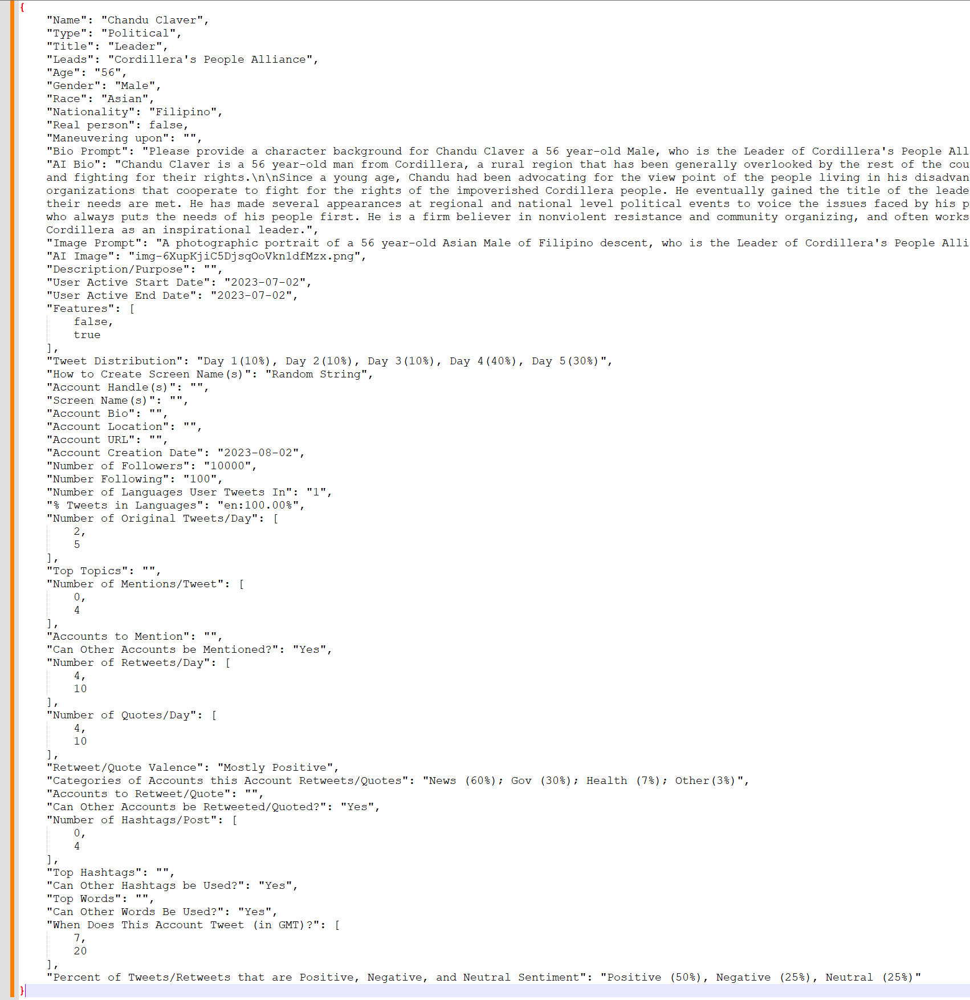 {
"Name": "Chandu Claver",
"Type": "Political",
"Title": "Leader",
"Leads": "Cordillera's People Alliance",
"Age": "56",
"Gender": "Male",
"Race": "Asian",
"Nationality": "Filipino",
"Real person": false,
"Maneuvering upon": "",
"Bio Prompt": "Please provide a character background for Chandu Claver a 56 year-old Male, who is the Leader of Cordillera's People All
"AI Bio": "Chandu Claver is a 56 year-old man from Cordillera, a rural region that has been generally overlooked by the rest of the cou
and fighting for their rights.\n\nSince a young age, Chandu had been advocating for the view point of the people living in his disadvan
organizations that cooperate to fight for the rights of the impoverished Cordillera people. He eventually gained the title of the leade
their needs are met. He has made several appearances at regional and national level political events to voice the issues faced by his p
who always puts the needs of his people first. He is a firm believer in nonviolent resistance and community organizing, and often works
Cordillera as an inspirational leader.",
"Image Prompt": "A photographic portrait of a 56 year-old Asian Male of Filipino descent, who is the Leader of Cordillera's People Alli
"AI Image": "img-6XupKjiC5DjsqOoVkn1dfMzx.png",
"Description/Purpose": "",
"User Active Start Date": "2023-07-02",
"User Active End Date": "2023-07-02",
"Features": [
false,
true
],
"Tweet Distribution": "Day 1(10%), Day 2(10%), Day 3(10%), Day 4(40%), Day 5(30%)",
"How to Create Screen Name(s)": "Random String",
"Account Handle(s)": "",
"Screen Name(s)": "",
"Account Bio": "",
"Account Location": "",
"Account URL": "",
"Account Creation Date": "2023-08-02",
"Number of Followers": "10000",
"Number Following": "100",
"Number of Languages User Tweets In": "1",
"% Tweets in Languages": "en:100.00%",
"Number of Original Tweets/Day": [
2,
5
],
"Top Topics": "",
"Number of Mentions/Tweet": [
0,
4
],
"Accounts to Mention": "",
"Can Other Accounts be Mentioned?": "Yes",
"Number of Retweets/Day": [
4,
10
],
"Number of Quotes/Day": [
4,
10
],
"Retweet/Quote Valence": "Mostly Positive",
"Categories of Accounts this Account Retweets/Quotes": "News (60%); Gov (30%); Health (7%); Other(3%)",
"Accounts to Retweet/Quote": "",
"Can Other Accounts be Retweeted/Quoted?": "Yes",
"Number of Hashtags/Post": [
0,
4
],
"Top Hashtags": "",
"Can Other Hashtags be Used?": "Yes",
"Top Words": "",
"Can Other Words Be Used?": "Yes",
"When Does This Account Tweet (in GMT)?": [
7,
20
],
"Percent of Tweets/Retweets that are Positive, Negative, and Neutral Sentiment": "Positive (50%), Negative (25%), Neutral (25%)"
}